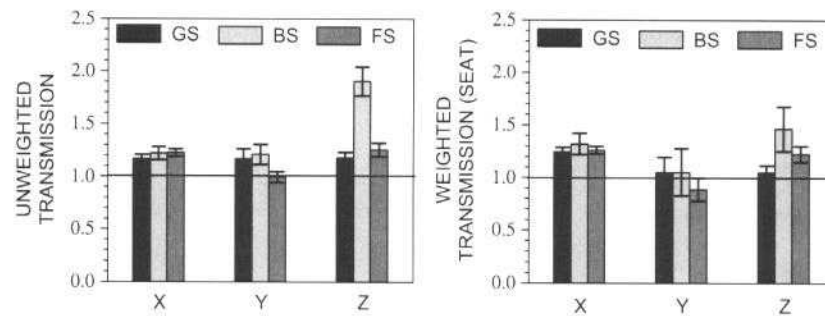 UNWEIGHTED
TRANSMISSION
2.5
2.0
1.5
1.0
0.5
0.0
GS BS FS
X Y Z
WEIGHTED
TRANSMISSION (SEAT)
2.5
2.0
1.5
1.0
0.5
0.0
GS BS FS
X Y Z